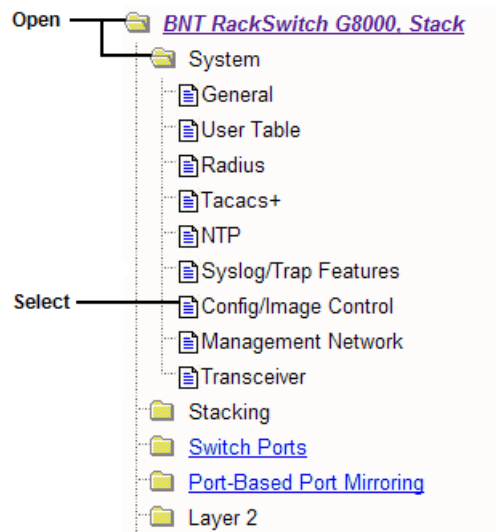 Open BNT RackSwitch G8000, Stack
System
General
User Table
Radius
Tacacs+
NTP
Syslog/Trap Features
Select Config/Image Control
Management Network
Transceiver
Stacking
Switch Ports
Port-Based Port Mirroring
Layer 2